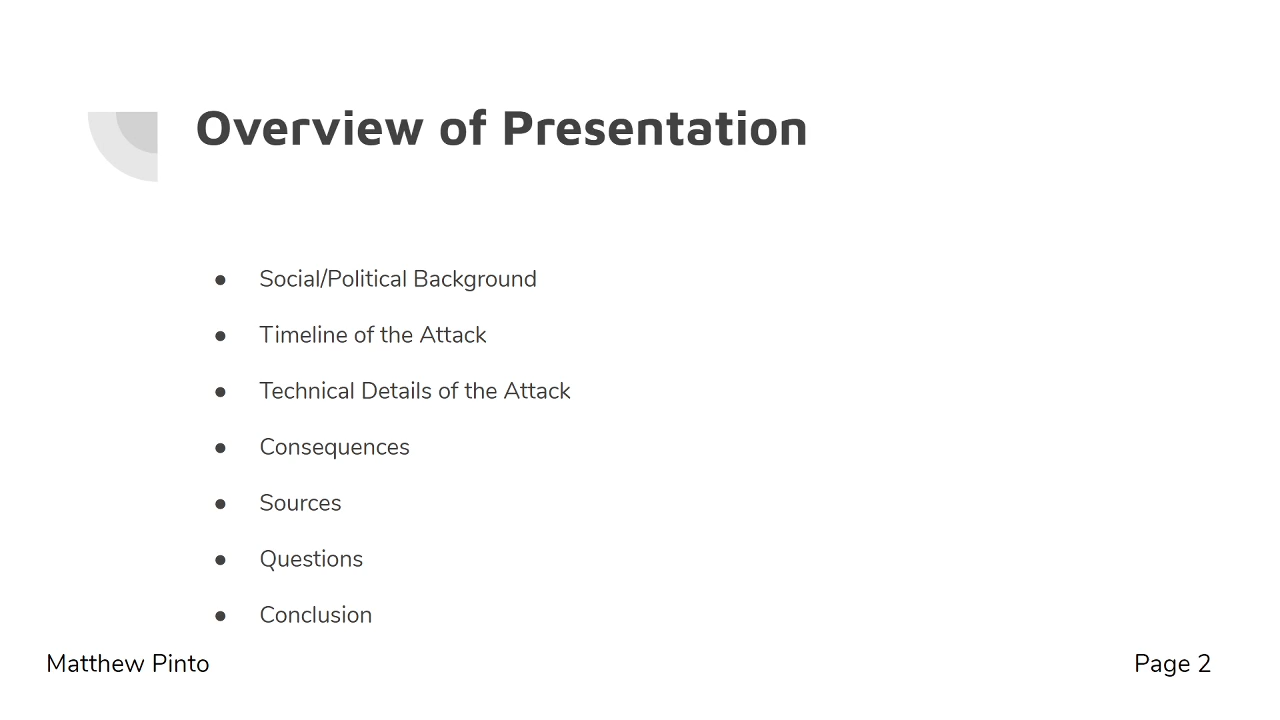 Overview of Presentation
● Social/Political Background
● Timeline of the Attack
● Technical Details of the Attack
● Consequences
● Sources
● Questions
● Conclusion
Matthew Pinto
Page 2